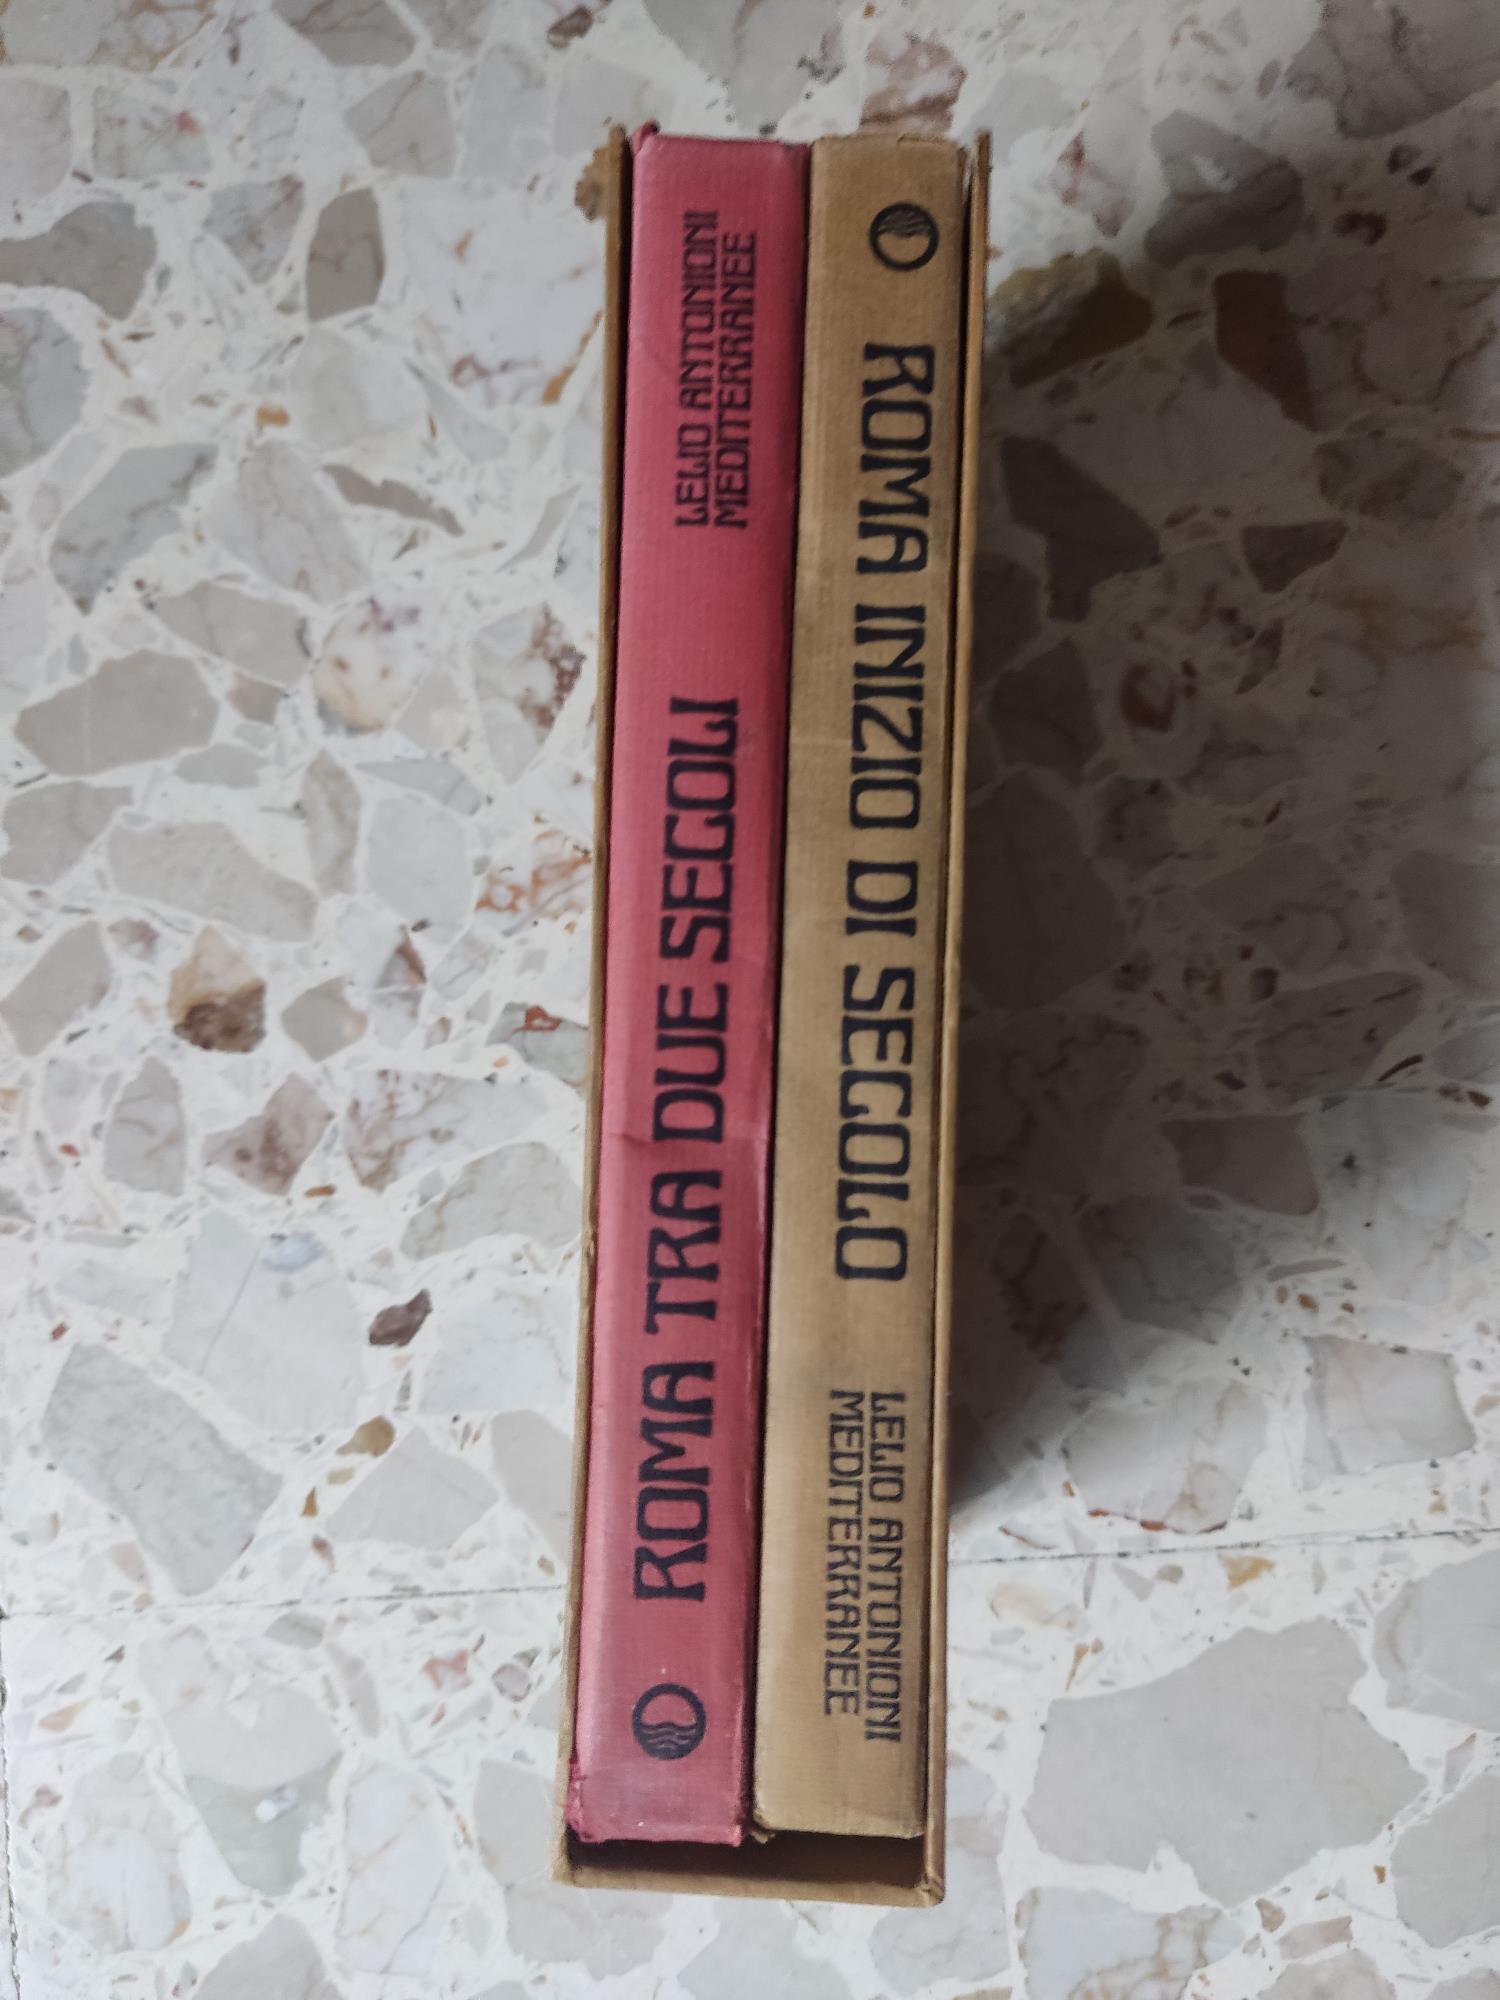 ROMA TRA DUE SECOLI
LELIO ANTONIONI
MEDITERRANEE
ROMA INIZIO DI SECOLO
LELIO ANTONIONI
MEDITERRANEE